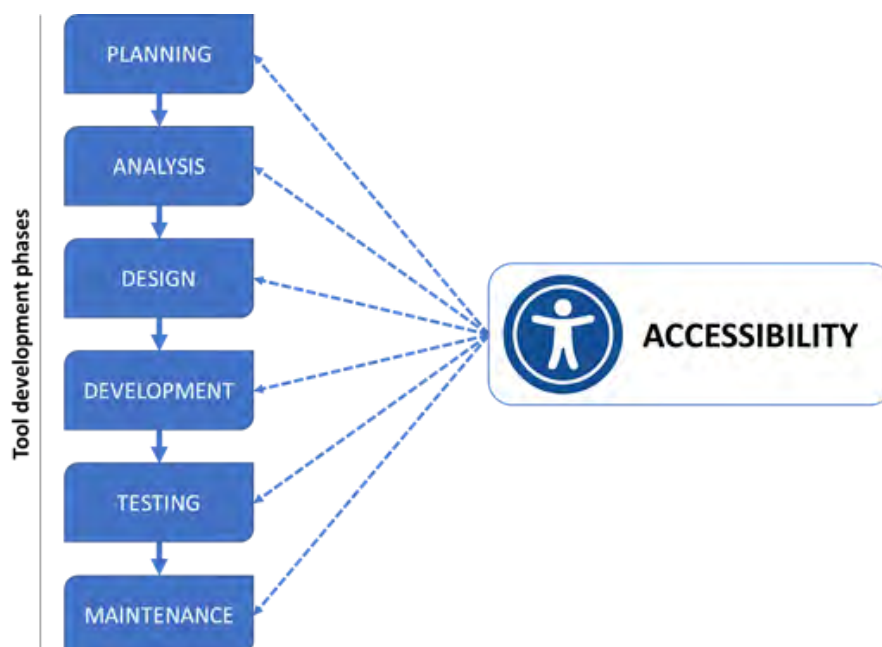 Tool development phases
PLANNING
ANALYSIS
DESIGN
DEVELOPMENT
TESTING
MAINTENANCE
ACCESSIBILITY